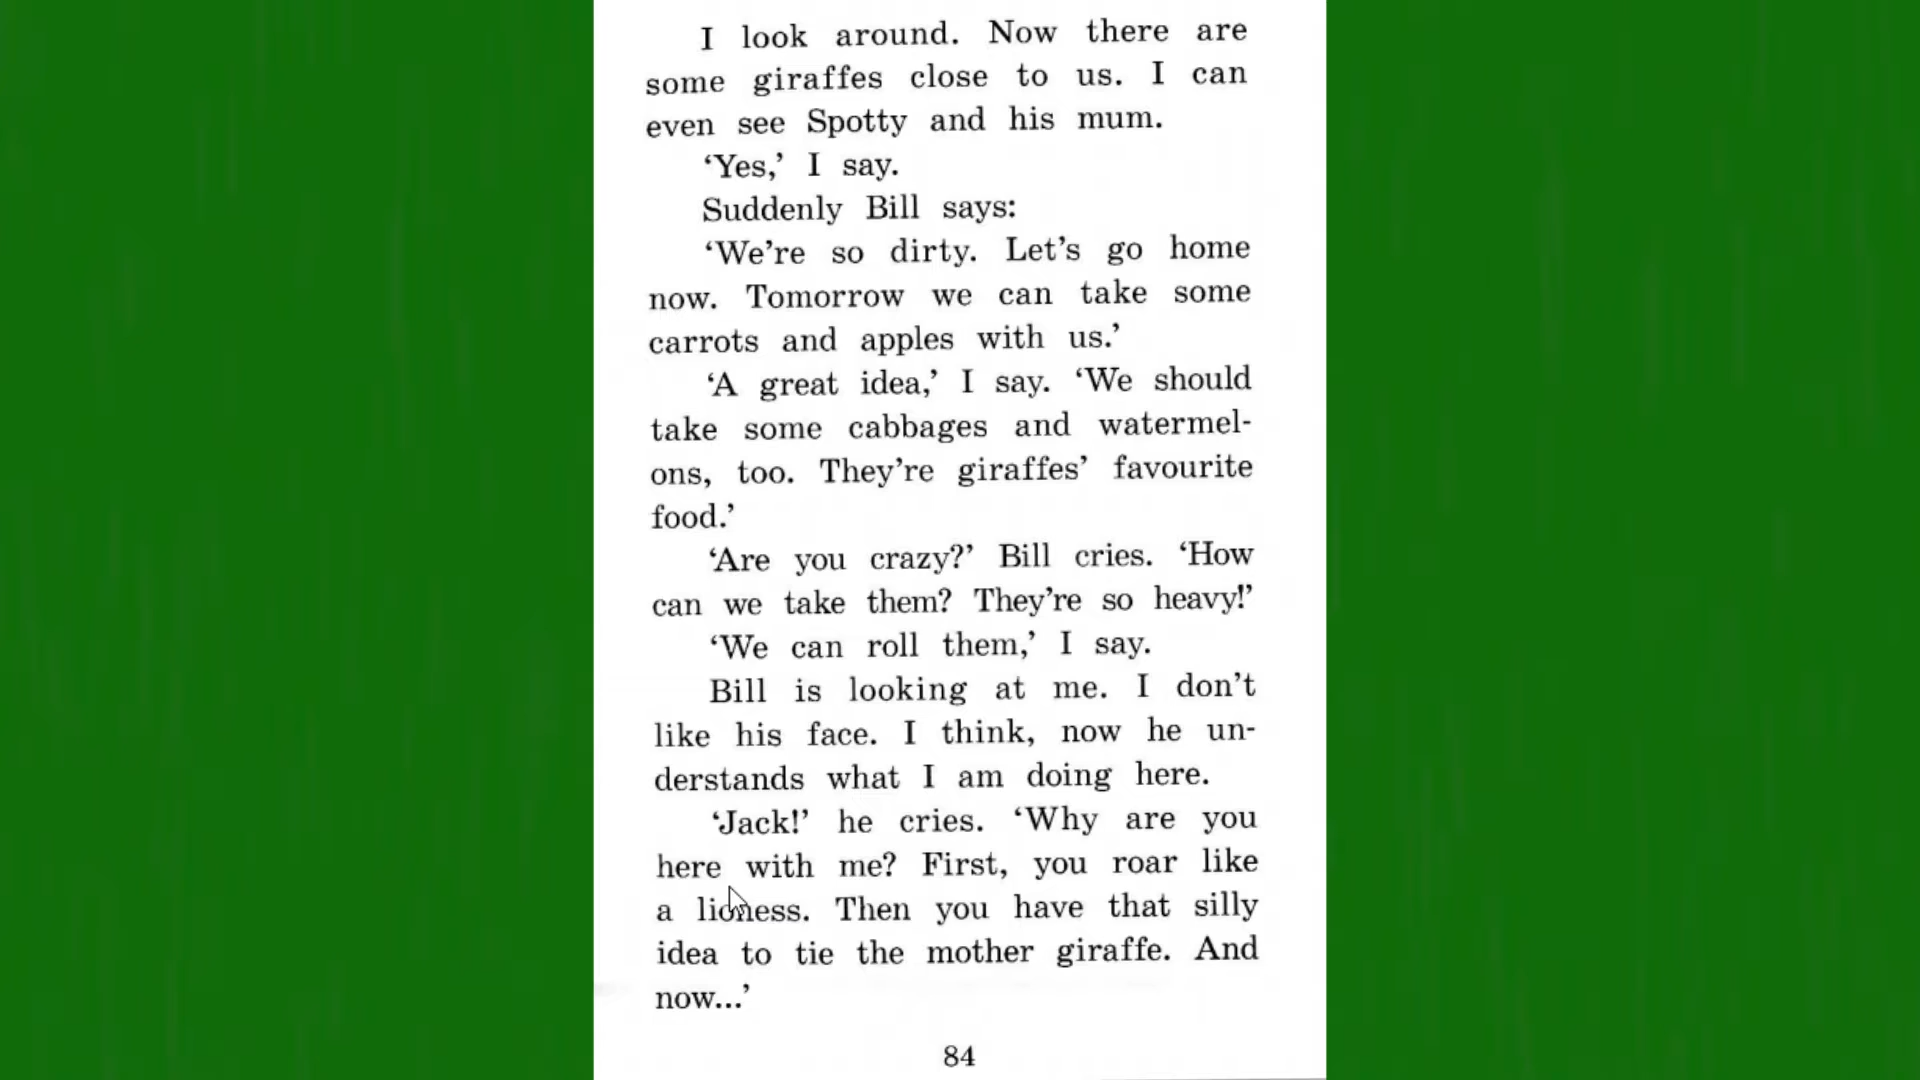 I look around. Now there are
some giraffes close to us. I can
even see Spotty and his mum.
‘Yes,’ I say.
Suddenly Bill says:
‘We’re so dirty. Let’s go home
now. Tomorrow we can take some
carrots and apples with us.’
‘A great idea,’ I say. ‘We should
take some cabbages and watermel-
ons, too. They’re giraffes’ favourite
food.’
‘Are you crazy?’ Bill cries. ‘How
can we take them? They’re so heavy!’
‘We can roll them,’ I say.
Bill is looking at me. I don’t
like his face. I think, now he un-
derstands what I am doing here.
‘Jack!’ he cries. ‘Why are you
here with me? First, you roar like
a lioness. Then you have that silly
idea to tie the mother giraffe. And
now...’
84